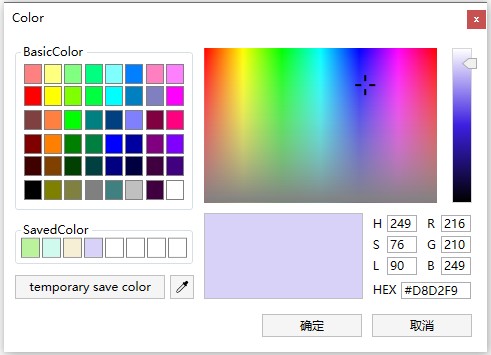 Color
x
BasicColor
SavedColor
temporary save color
H 249 R 216
S 76 G 210
L 90 B 249
HEX #D8D2F9
确定 取消